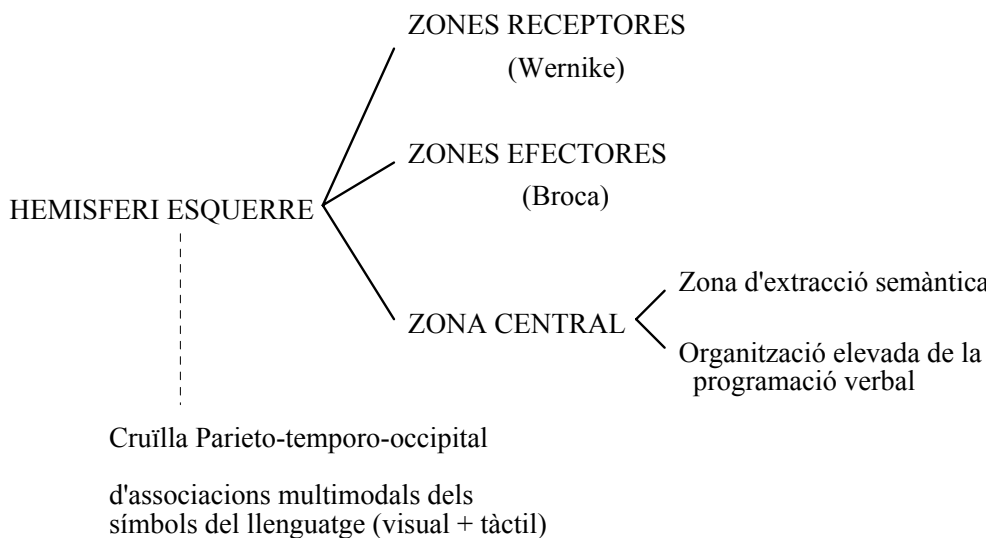 ZONES RECEPTORES
(Wernike)
ZONES EFECTORES
(Broca)
HEMISFERI ESQUERRE
Zona d'extracció semàntica
ZONA CENTRAL
Organització elevada de la
programació verbal
Cruïlla Parieto-temporo-occipital
d'associacions multimodals dels
símbols del llenguatge (visual + tàctil)